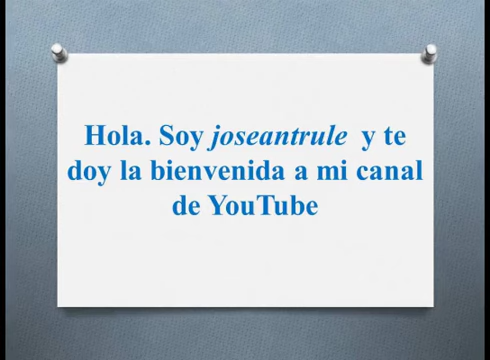 Hola. Soy joseantrule y te
doy la bienvenida a mi canal
de YouTube